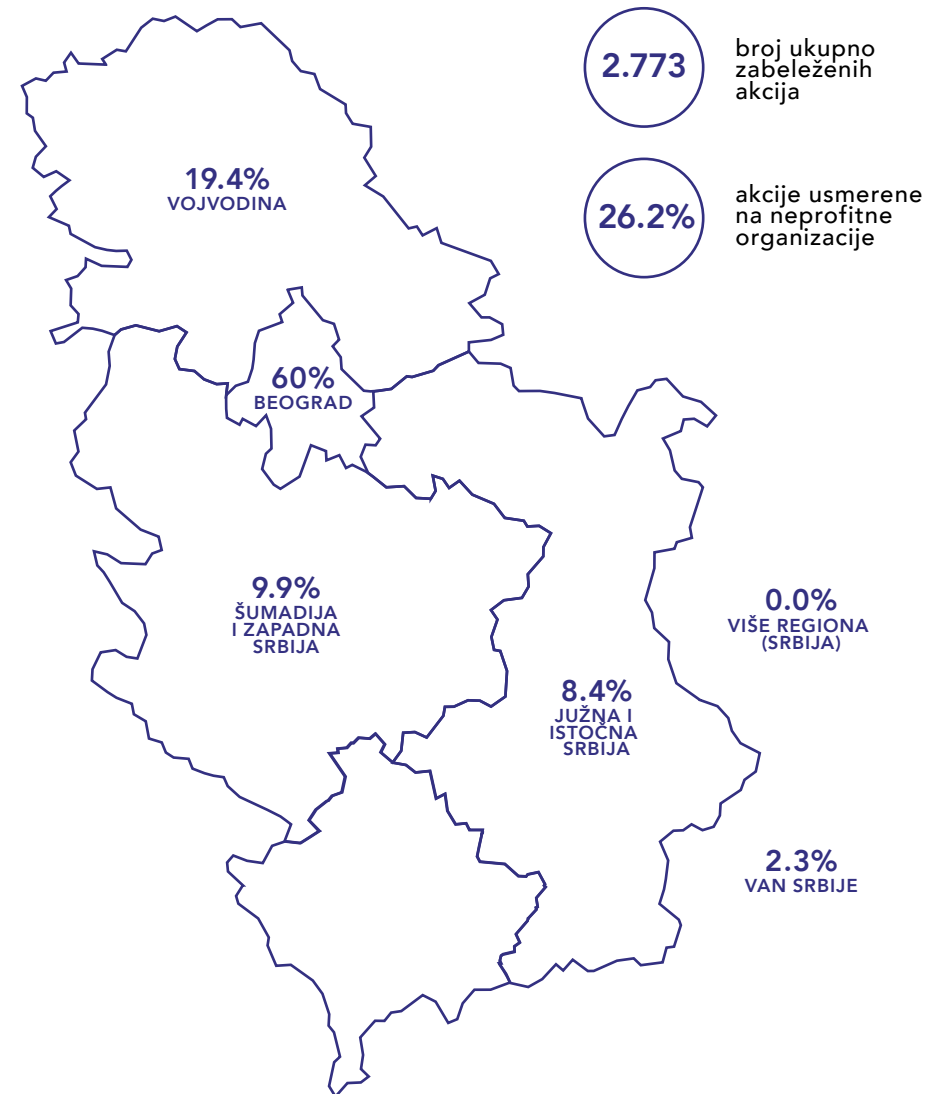 2.773
broj ukupno
zabeleženih
akcija
26.2%
akcije usmerene
na neprofitne
organizacije
19.4%
VOJVODINA
60%
BEOGRAD
9.9%
ŠUMADIJA
I ZAPADNA
SRBIJA
0.0%
VIŠE REGIONA
(SRBIJA)
8.4%
JUŽNA I
ISTOČNA
SRBIJA
2.3%
VAN SRBIJE